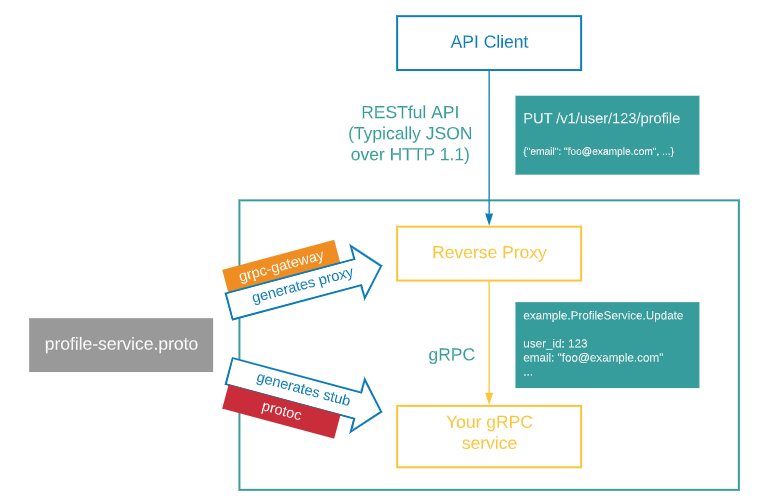 API Client
RESTful API
(Typically JSON
over HTTP 1.1)
PUT /v1/user/123/profile
{"email": "foo@example.com", ...}
grpc-gateway
generates proxy
Reverse Proxy
profile-service.proto
gRPC
example.ProfileService.Update
user_id: 123
email: "foo@example.com"
...
generates stub
protoc
Your gRPC
service